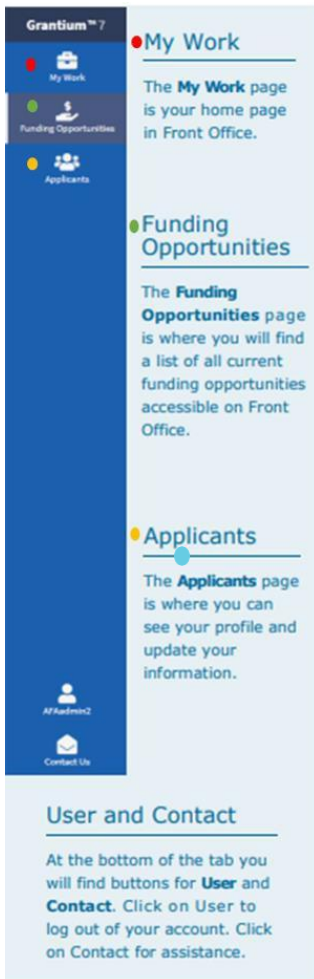 Grantium™7
My Work
Funding Opportunities
Applicants
AFAadmin2
Contact Us
My Work
The My Work page
is your home page
in Front Office.
Funding
Opportunities
The Funding
Opportunities page
is where you will find
a list of all current
funding opportunities
accessible on Front
Office.
Applicants
The Applicants page
is where you can
see your profile and
update your
information.
User and Contact
At the bottom of the tab you
will find buttons for User and
Contact. Click on User to
log out of your account. Click
on Contact for assistance.